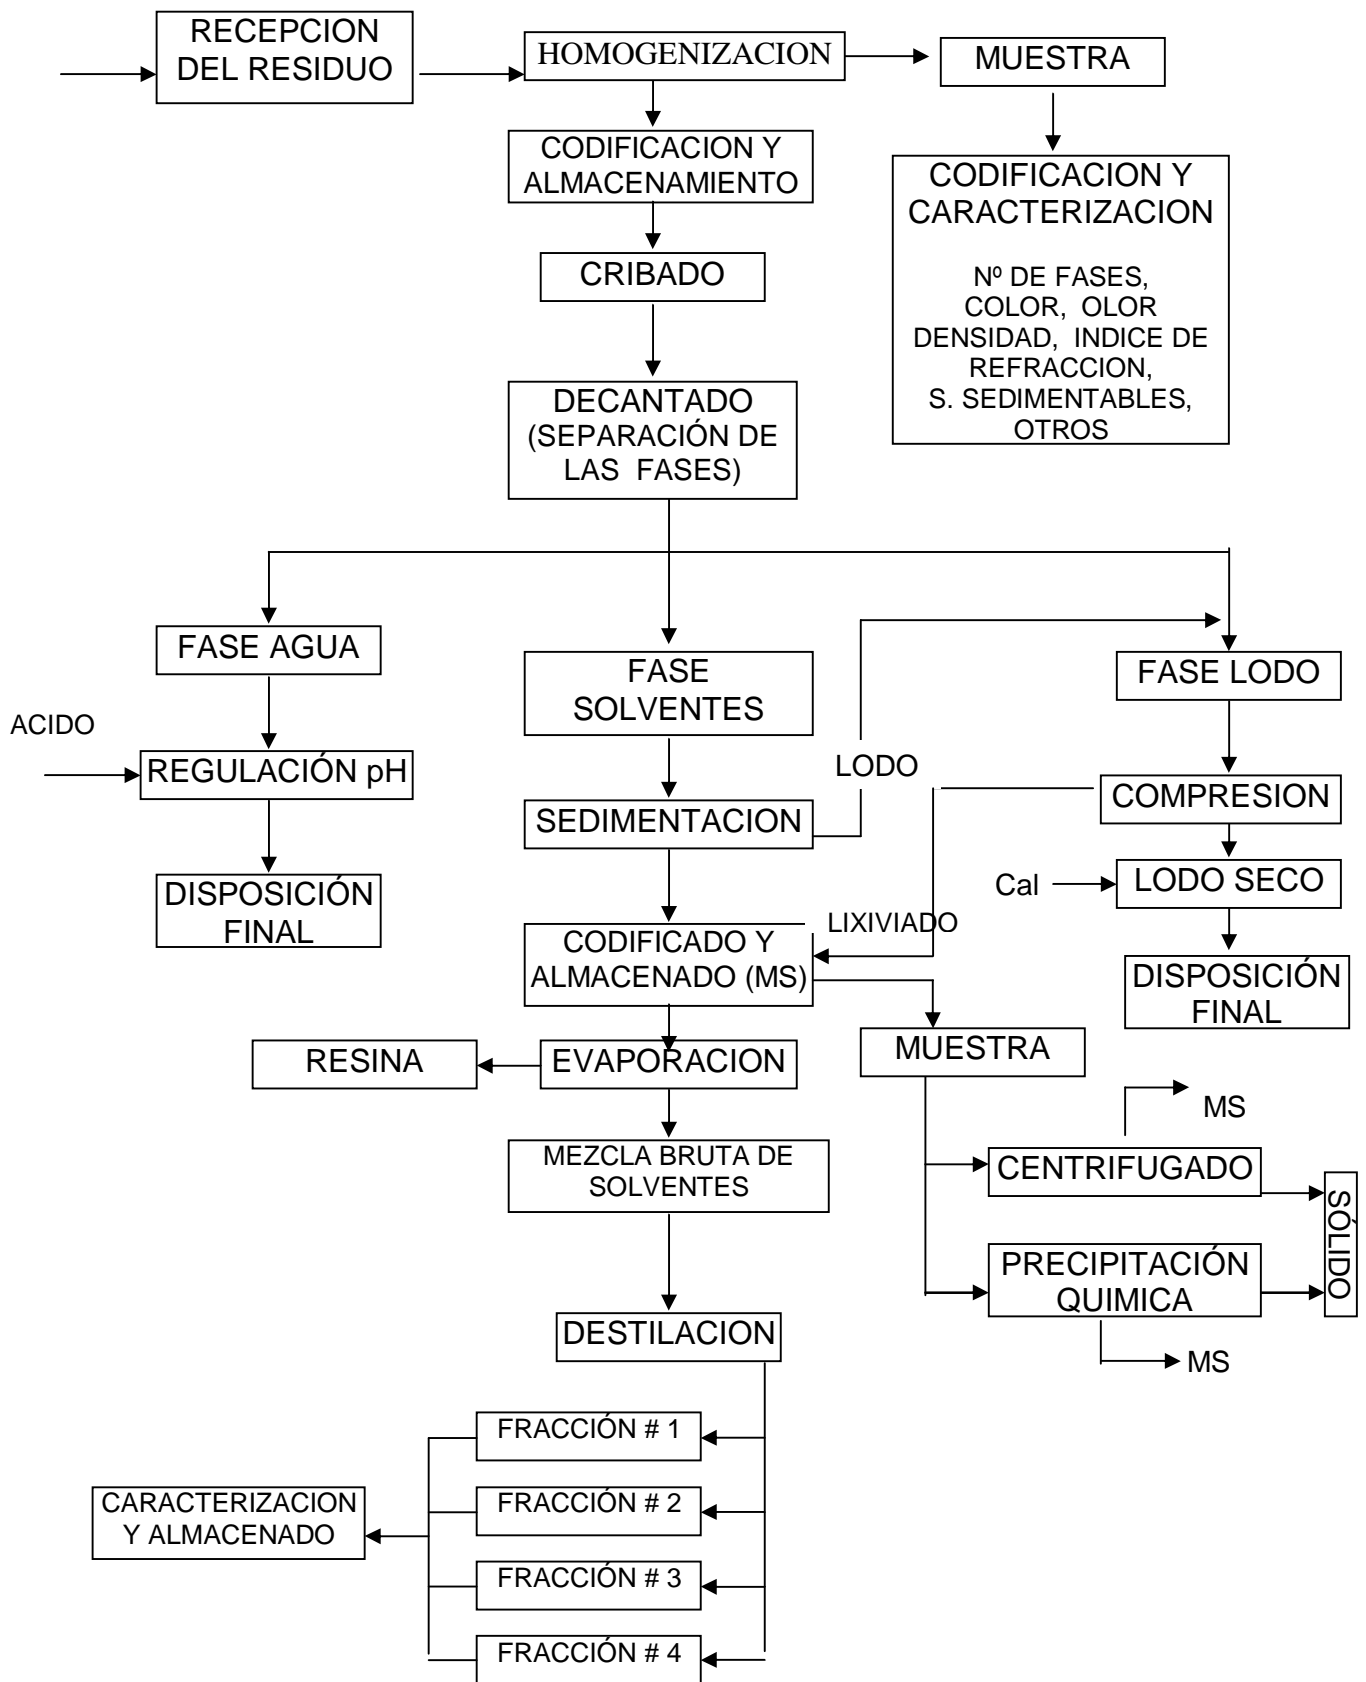 RECEPCION
DEL RESIDUO
HOMOGENIZACION
MUESTRA
CODIFICACION Y
ALMACENAMIENTO
CODIFICACION Y
CARACTERIZACION
Nº DE FASES,
COLOR, OLOR
DENSIDAD, INDICE DE
REFRACCION,
S. SEDIMENTABLES,
OTROS
CRIBADO
DECANTADO
(SEPARACIÓN DE
LAS FASES)
FASE AGUA
FASE
SOLVENTES
FASE LODO
ACIDO
REGULACIÓN pH
LODO
COMPRESION
SEDIMENTACION
DISPOSICIÓN
FINAL
Cal
LODO SECO
LIXIVIADO
CODIFICADO Y
ALMACENADO (MS)
DISPOSICIÓN
FINAL
RESINA
EVAPORACION
MUESTRA
MS
MEZCLA BRUTA DE
SOLVENTES
CENTRIFUGADO
SÓLIDO
PRECIPITACIÓN
QUIMICA
MS
DESTILACION
FRACCIÓN # 1
CARACTERIZACION
Y ALMACENADO
FRACCIÓN # 2
FRACCIÓN # 3
FRACCIÓN # 4